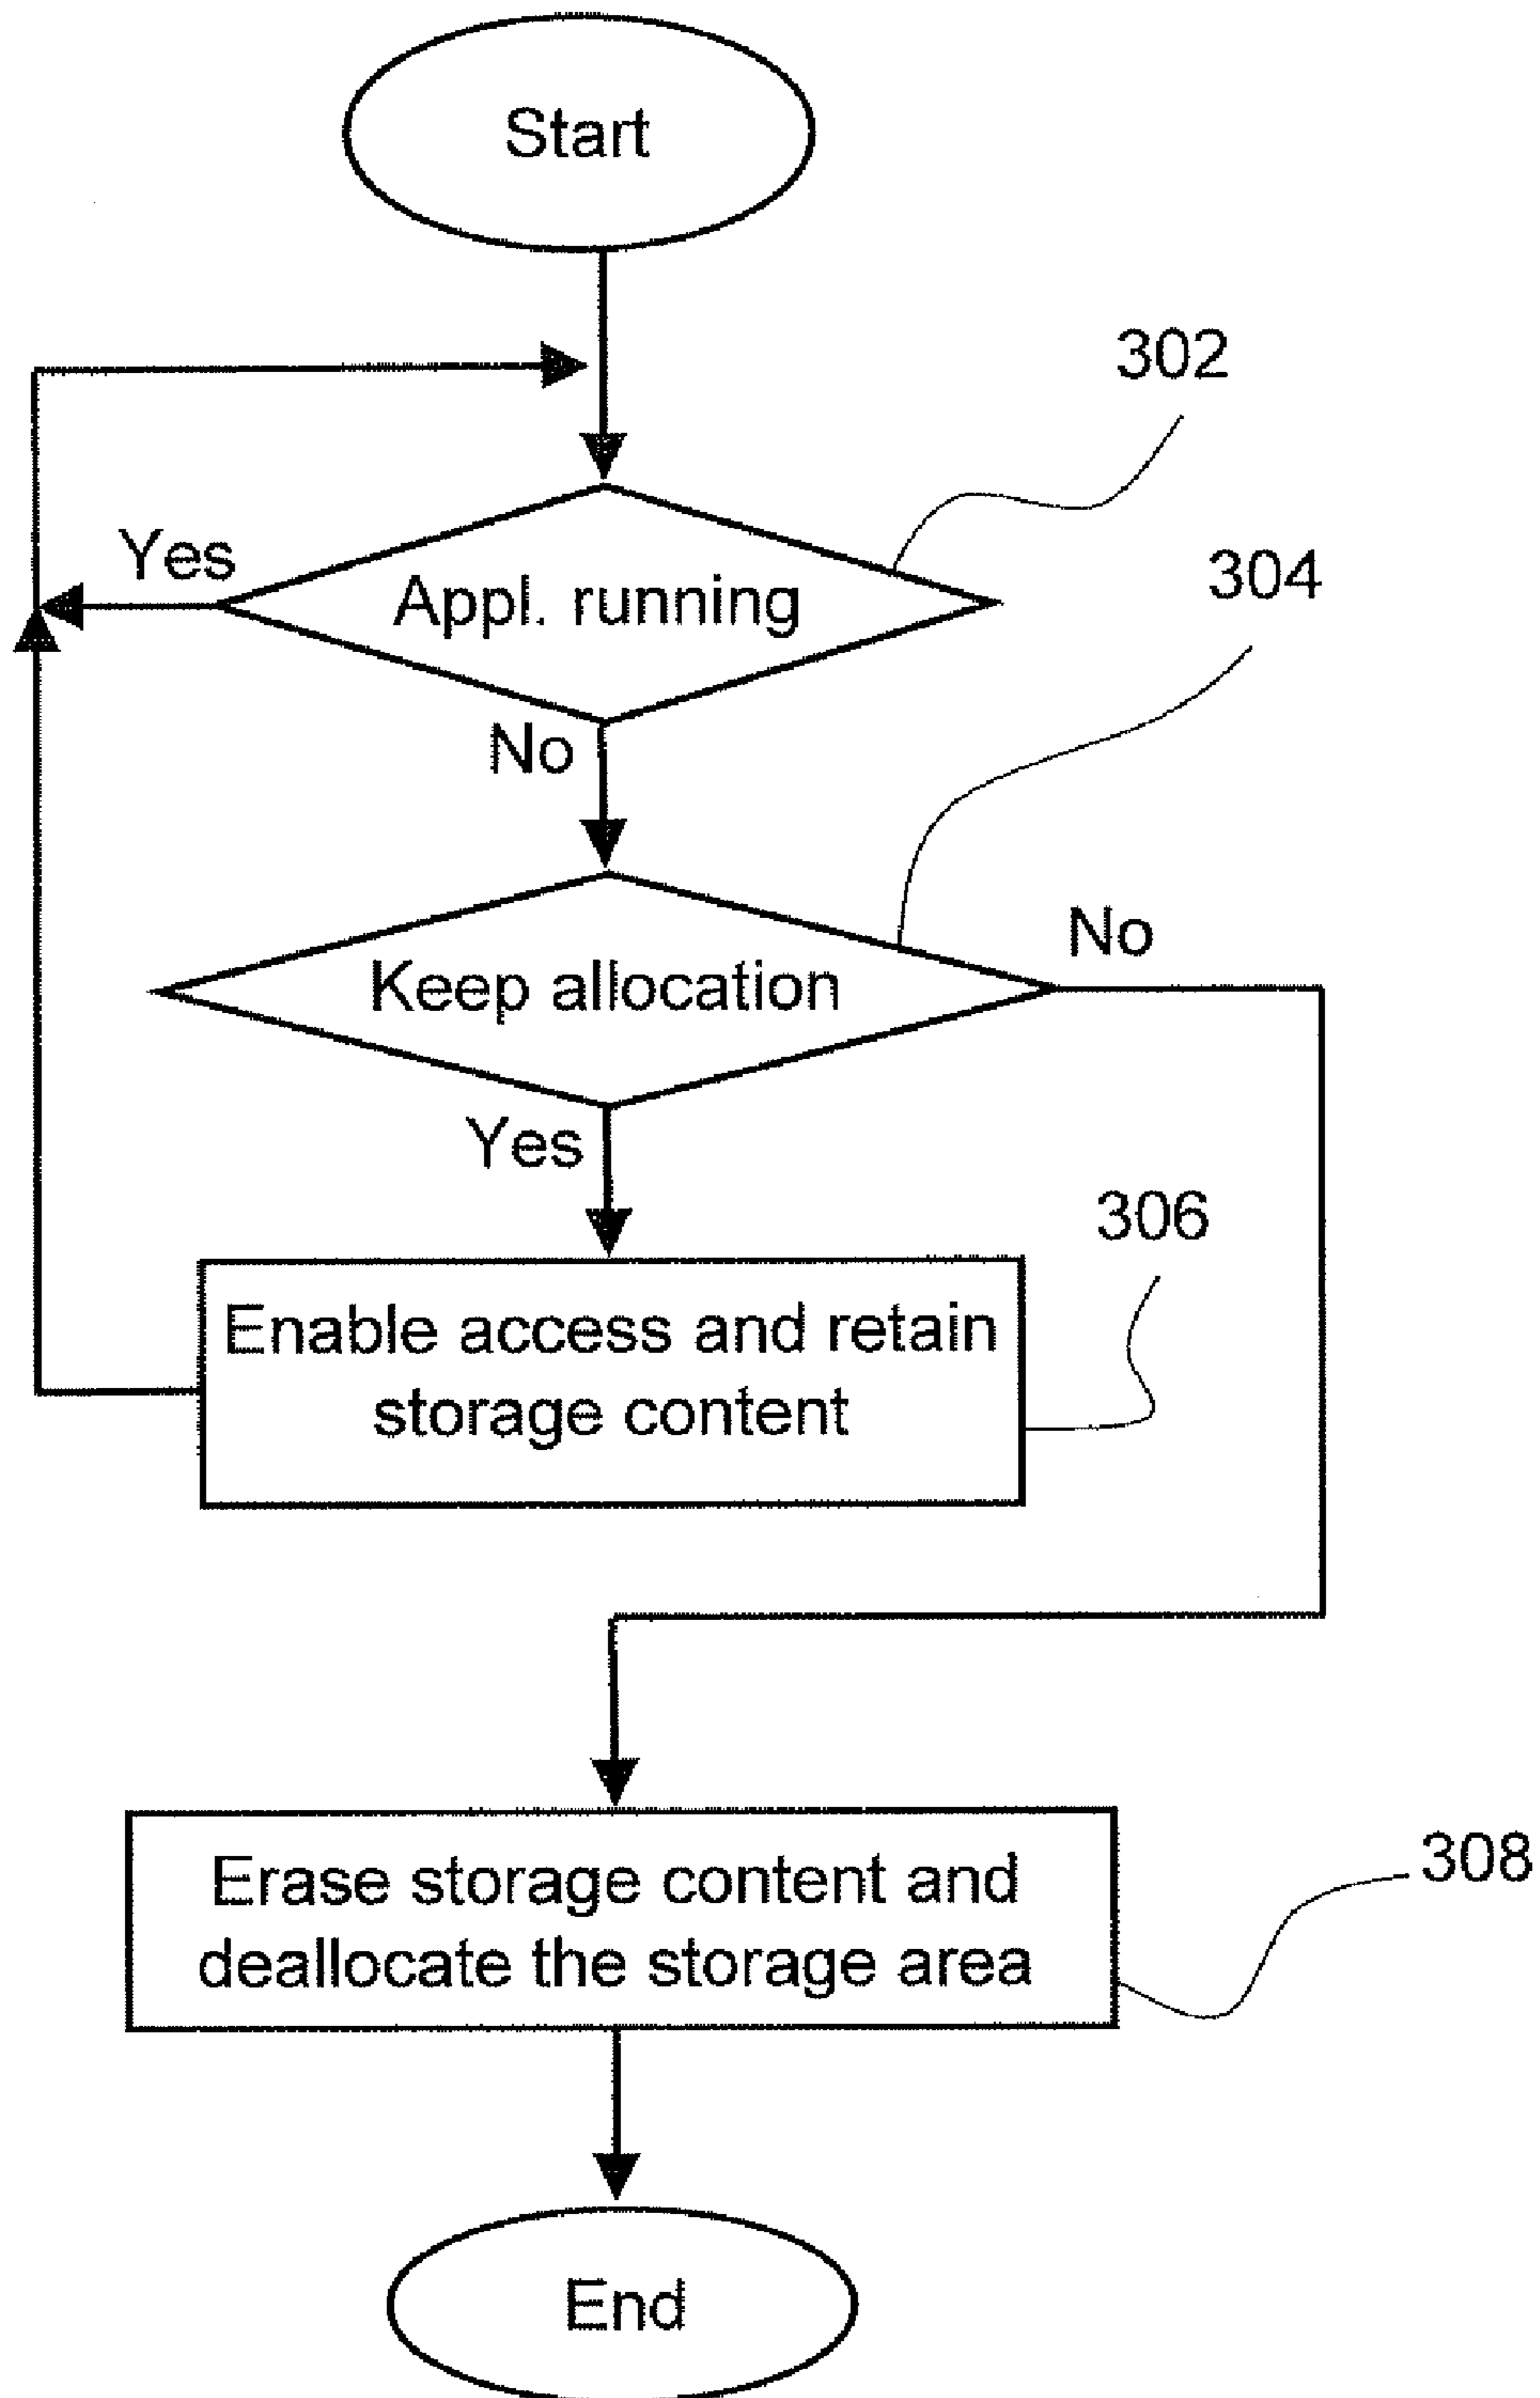 Start
302
Yes
Appl. running
304
No
No
Keep allocation
Yes
306
Enable access and retain
storage content
308
Erase storage content and
deallocate the storage area
End